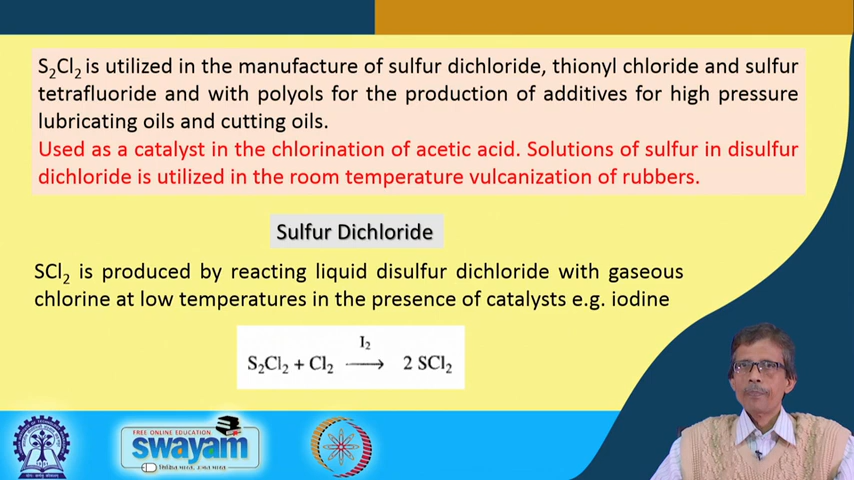 S₂Cl₂ is utilized in the manufacture of sulfur dichloride, thionyl chloride and sulfur
tetrafluoride and with polyols for the production of additives for high pressure
lubricating oils and cutting oils.
Used as a catalyst in the chlorination of acetic acid. Solutions of sulfur in disulfur
dichloride is utilized in the room temperature vulcanization of rubbers.
Sulfur Dichloride
SCl₂ is produced by reacting liquid disulfur dichloride with gaseous
chlorine at low temperatures in the presence of catalysts e.g. iodine
I₂
S₂Cl₂ + Cl₂ ⟶ 2 SCl₂
FREE ONLINE EDUCATION
swayam